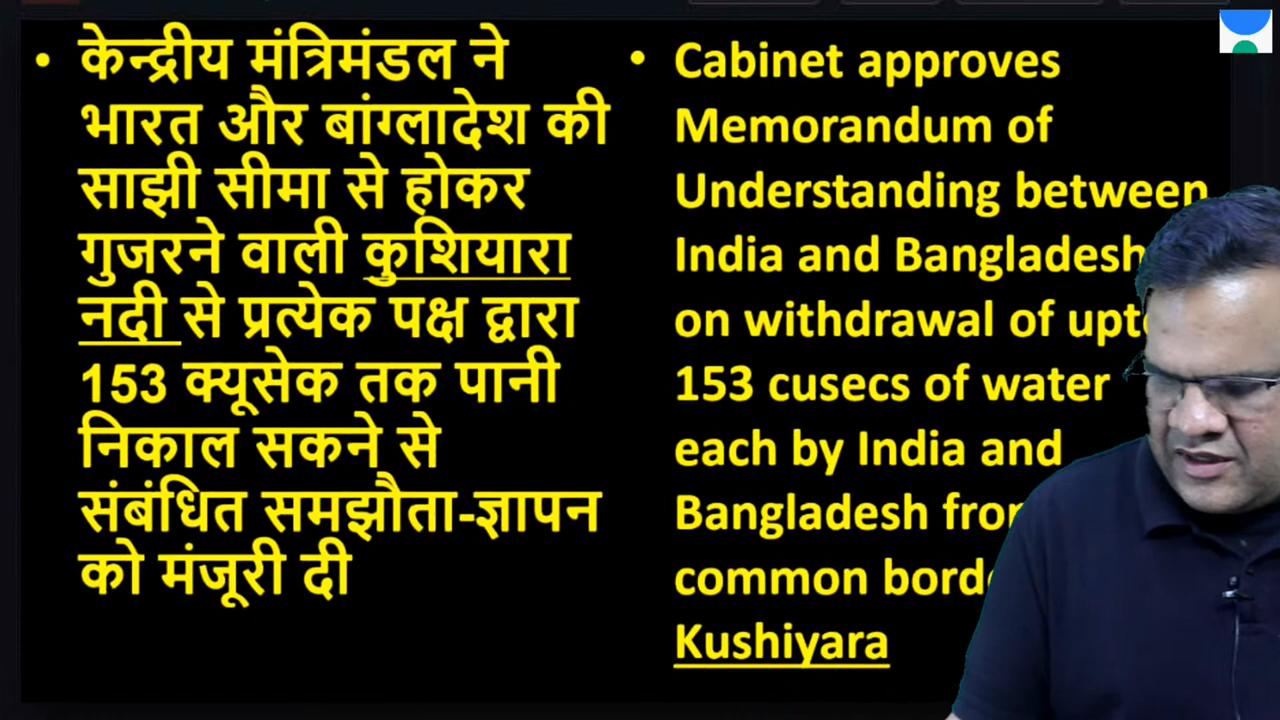 • केन्द्रीय मंत्रिमंडल ने
भारत और बांग्लादेश की
साझी सीमा से होकर
गुजरने वाली कुशियारा
नदी से प्रत्येक पक्ष द्वारा
153 क्यूसेक तक पानी
निकाल सकने से
संबंधित समझौता-ज्ञापन
को मंजूरी दी
• Cabinet approves
Memorandum of
Understanding between
India and Bangladesh
on withdrawal of
153 cusecs of water
each by India and
Bangladesh
common
Kushiyara